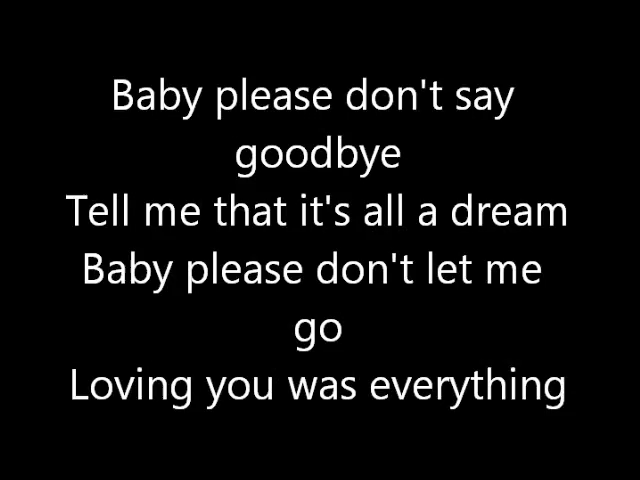 Baby please don't say
goodbye
Tell me that it's all a dream
Baby please don't let me
go
Loving you was everything